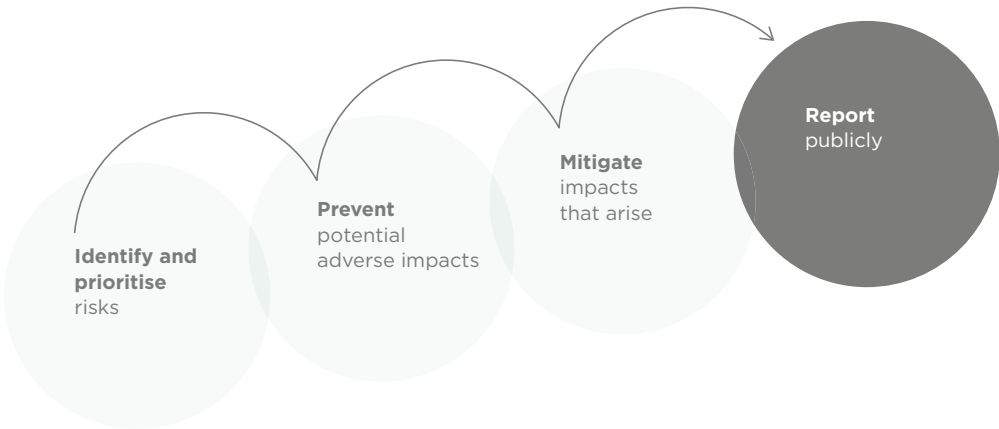 Identify and
prioritise
risks
Prevent
potential
adverse impacts
Mitigate
impacts
that arise
Report
publicly